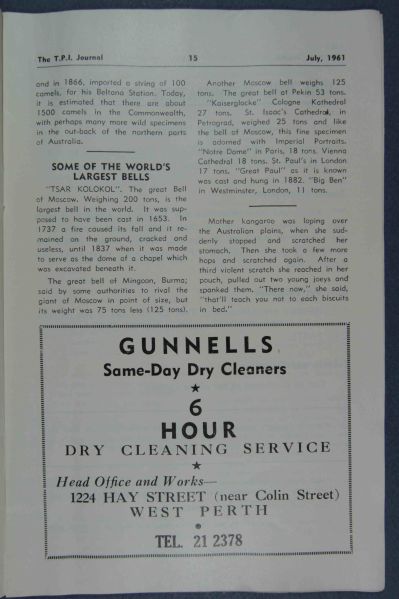 The T.P.I. Journal 15 July, 1961
and in 1866, imported a string of 100
camels, for his Beltana Station. Today,
it is estimated that there are about
1500 camels in the Commonwealth,
with perhaps many more wild specimens
in the out-back of the northern parts
of Australia.
SOME OF THE WORLD'S
LARGEST BELLS
"TSAR KOLOKOL". The great Bell
of Moscow. Weighing 200 tons, is the
largest bell in the world. It was sup-
posed to have been cast in 1653. In
1737 a fire caused its fall and it re-
mained on the ground, cracked and
useless, until 1837 when it was made
to serve as the dome of a chapel which
was excavated beneath it.
The great bell of Mingoon, Burma;
said by some authorities to rival the
giant of Moscow in point of size, but
its weight was 75 tons less (125 tons).
Another Moscow bell weighs 125
tons. The great bell of Pekin 53 tons.
"Kaiserglocke" Cologne Kathedral
27 tons. St. Isaac's Cathedral, in
Petrograd, weighed 25 tons and like
the bell of Moscow, this fine specimen
is adorned with Imperial Portraits.
"Notre Dame" in Paris, 18 tons. Vienna
Cathedral 18 tons. St. Paul's in London
17 tons. "Great Paul" as it is known
was cast and hung in 1882. "Big Ben"
in Westminster, London, 11 tons.
Mother kangaroo was loping over
the Australian plains, when she sud-
denly stopped and scratched her
stomach. Then she took a few more
hops and scratched again. After a
third violent scratch she reached in her
pouch, pulled out two young joeys and
spanked them. "There now," she said,
"that'll teach you not to each biscuits
in bed."
GUNNELLS
Same-Day Dry Cleaners
★
6
HOUR
DRY CLEANING SERVICE
★
Head Office and Works—
1224 HAY STREET (near Colin Street)
WEST PERTH
•
TEL. 21 2378